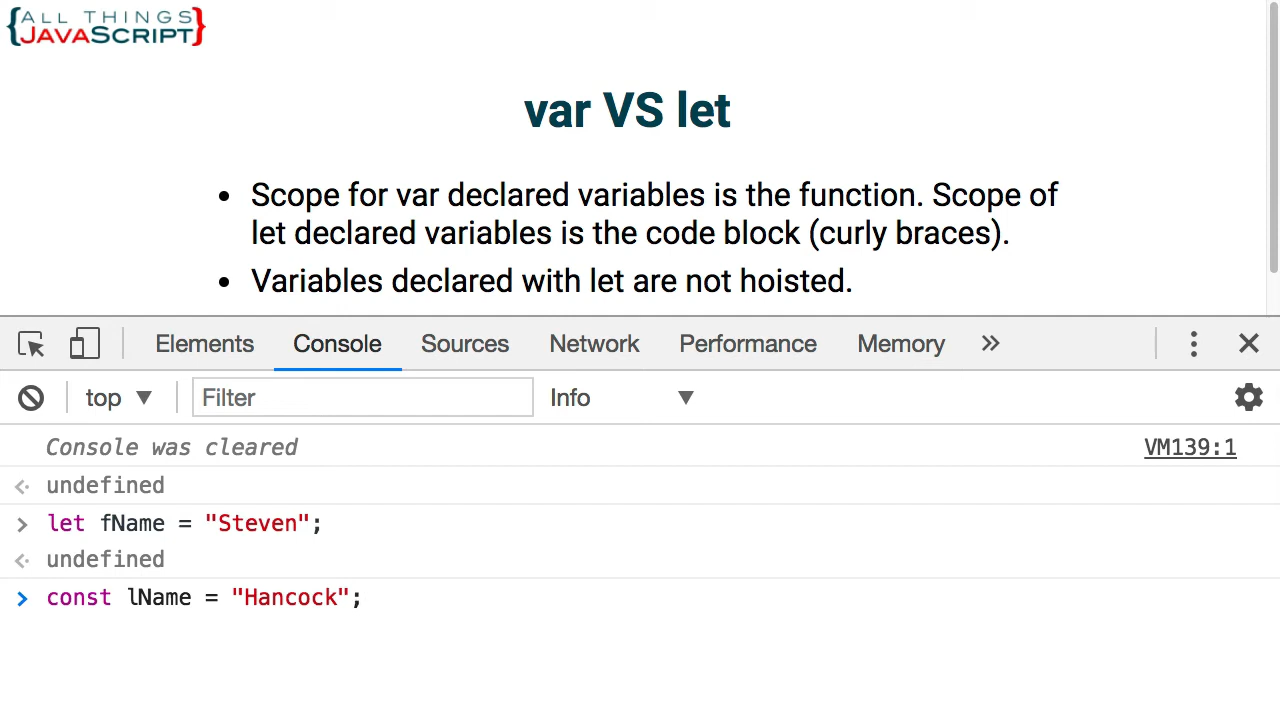 {ALL THINGS
JAVASCRIPT}
var VS let
• Scope for var declared variables is the function. Scope of
let declared variables is the code block (curly braces).
• Variables declared with let are not hoisted.
Elements Console Sources Network Performance Memory »
top ▼ Filter Info ▼
Console was cleared VM139:1
undefined
> let fName = "Steven";
undefined
> const lName = "Hancock";